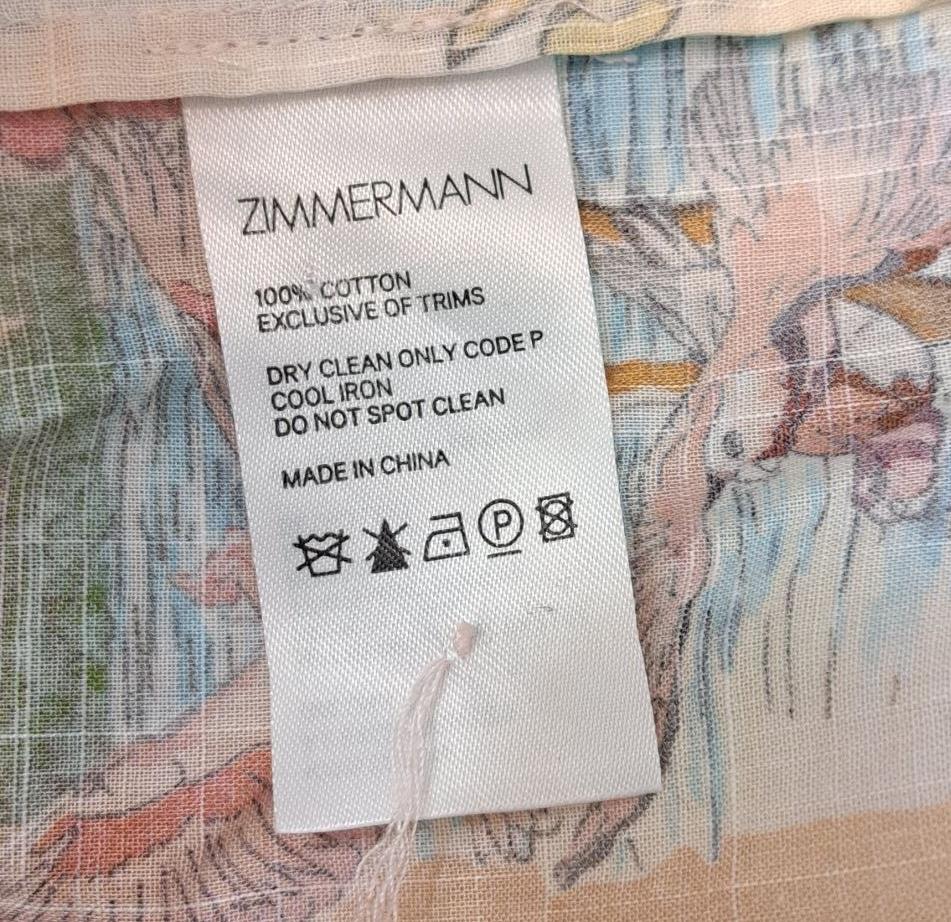 ZIMMERMANN
100% COTTON
EXCLUSIVE OF TRIMS
DRY CLEAN ONLY CODE P
COOL IRON
DO NOT SPOT CLEAN
MADE IN CHINA
P